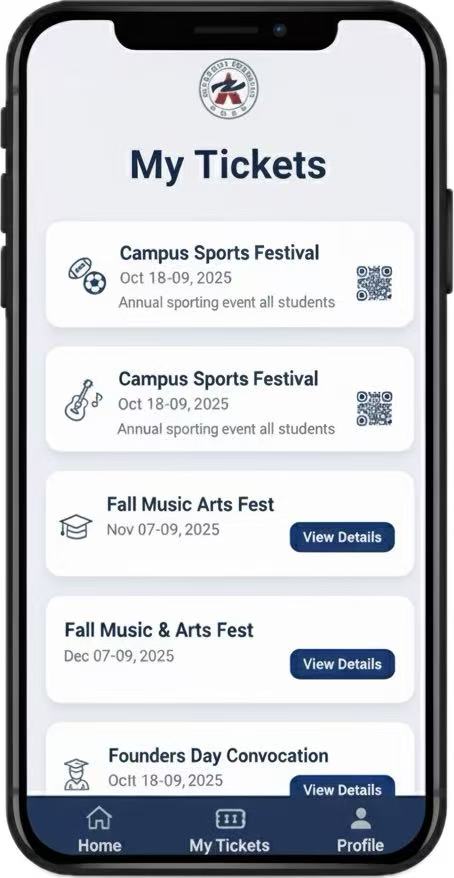 My Tickets
Campus Sports Festival
Oct 18-09, 2025
Annual sporting event all students
Campus Sports Festival
Oct 18-09, 2025
Annual sporting event all students
Fall Music Arts Fest
Nov 07-09, 2025
View Details
Fall Music & Arts Fest
Dec 07-09, 2025
View Details
Founders Day Convocation
Octt 18-09, 2025
View Details
Home
My Tickets
Profile